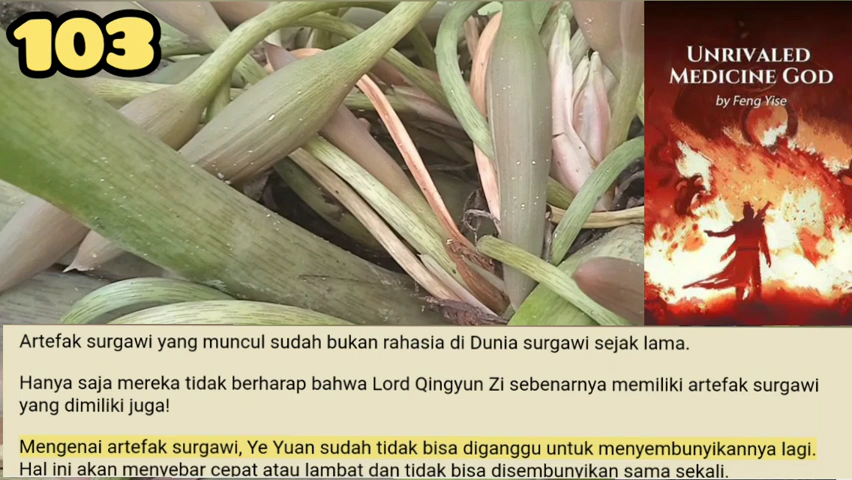 103
UNRIVALED
MEDICINE GOD
by Feng Yise
Artefak surgawi yang muncul sudah bukan rahasia di Dunia surgawi sejak lama.
Hanya saja mereka tidak berharap bahwa Lord Qingyun Zi sebenarnya memiliki artefak surgawi
yang dimiliki juga!
Mengenai artefak surgawi, Ye Yuan sudah tidak bisa diganggu untuk menyembunyikannya lagi.
Hal ini akan menyebar cepat atau lambat dan tidak bisa disembunyikan sama sekali.